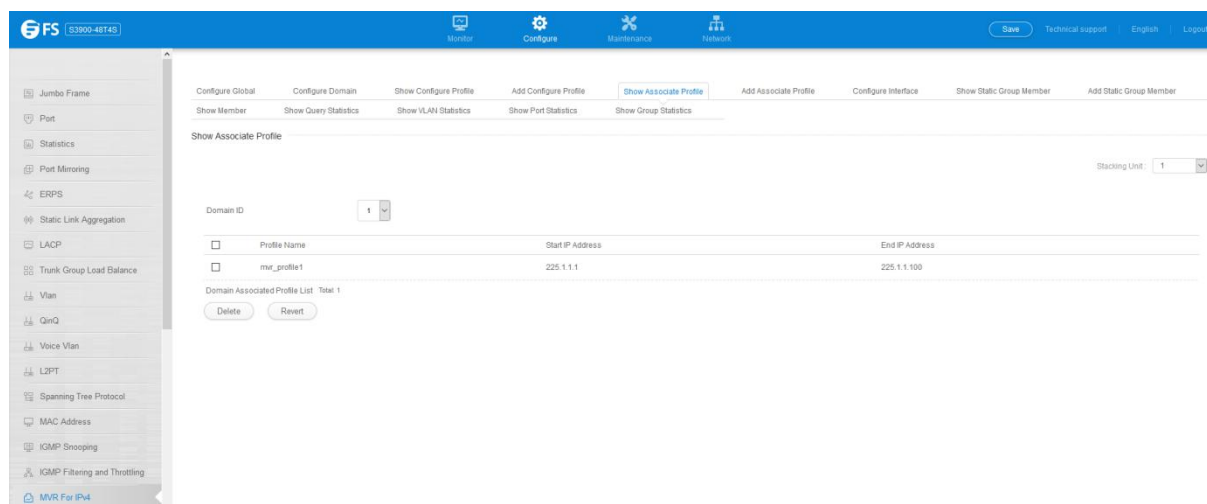 FS S3900-48T4S
Monitor Configure Maintenance Network
Save Technical support English Logout
Jumbo Frame
Port
Statistics
Port Mirroring
ERPS
Static Link Aggregation
LACP
Trunk Group Load Balance
Vlan
QinQ
Voice Vlan
L2PT
Spanning Tree Protocol
MAC Address
IGMP Snooping
IGMP Filtering and Throttling
MVR For IPv4
Configure Global Configure Domain Show Configure Profile Add Configure Profile Show Associate Profile Add Associate Profile Configure Interface Show Static Group Member Add Static Group Member
Show Member Show Query Statistics Show VLAN Statistics Show Port Statistics Show Group Statistics
Show Associate Profile
Stacking Unit : 1
Domain ID 1
Profile Name Start IP Address End IP Address
mvr_profile1 225.1.1.1 225.1.1.100
Domain Associated Profile List Total: 1
Delete Revert